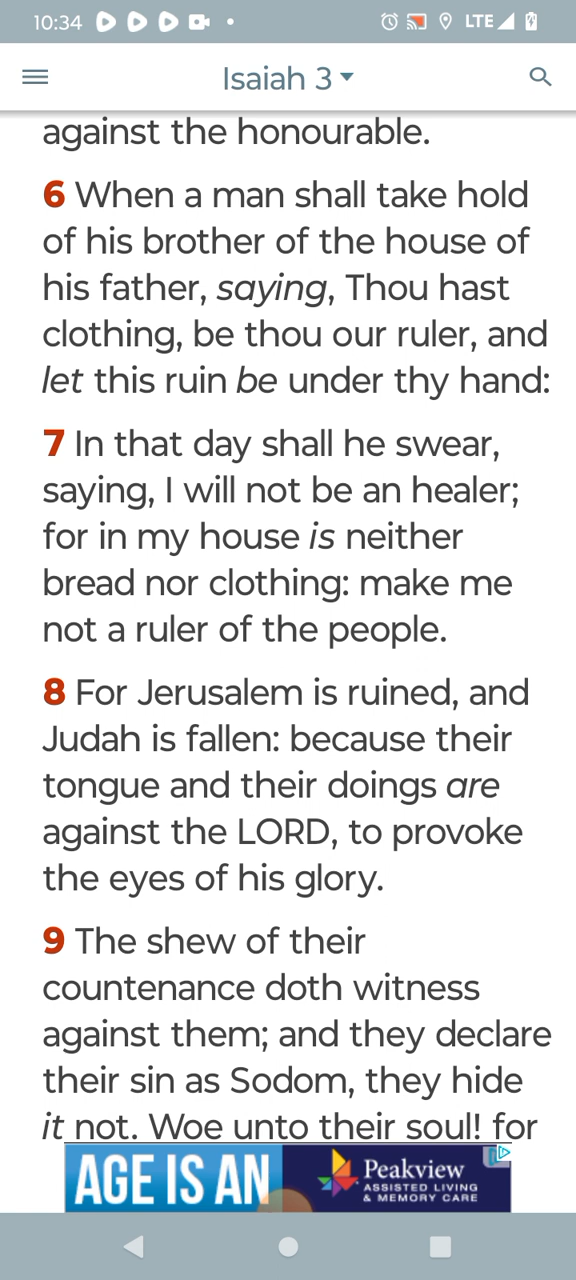 10:34
LTE
Isaiah 3
against the honourable.
6 When a man shall take hold
of his brother of the house of
his father, saying, Thou hast
clothing, be thou our ruler, and
let this ruin be under thy hand:
7 In that day shall he swear,
saying, I will not be an healer;
for in my house is neither
bread nor clothing: make me
not a ruler of the people.
8 For Jerusalem is ruined, and
Judah is fallen: because their
tongue and their doings are
against the LORD, to provoke
the eyes of his glory.
9 The shew of their
countenance doth witness
against them; and they declare
their sin as Sodom, they hide
it not. Woe unto their soul! for
AGE IS AN
Peakview
ASSISTED LIVING
& MEMORY CARE